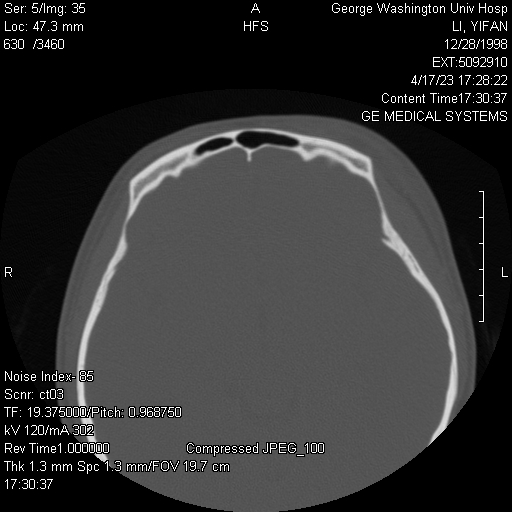 Ser: 5/Img: 35
Loc: 47.3 mm
630 /3460
A
HFS
George Washington Univ Hosp
LI, YIFAN
12/28/1998
EXT:5092910
4/17/23 17:28:22
Content Time17:30:37
GE MEDICAL SYSTEMS
R
L
Noise Index- 85
Scnr: ct03
TF: 19.375000/Pitch: 0.968750
kV 120/mA 302
Rev Time1.000000
Compressed JPEG_100
Thk 1.3 mm Spc 1.3 mm/FOV 19.7 cm
17:30:37